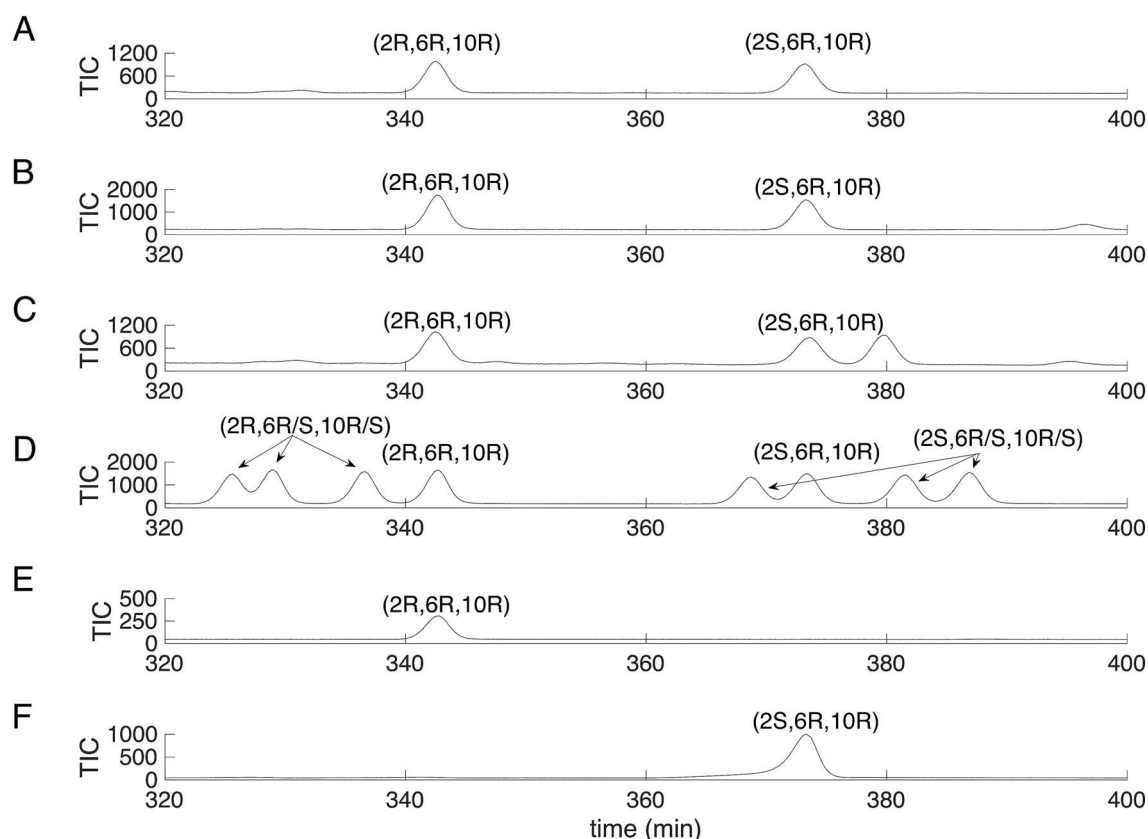 A
TIC
1200
600
0
(2R,6R,10R)
(2S,6R,10R)
320 340 360 380 400
B
TIC
2000
1000
0
(2R,6R,10R)
(2S,6R,10R)
320 340 360 380 400
C
TIC
1200
600
0
(2R,6R,10R)
(2S,6R,10R)
320 340 360 380 400
D
TIC
2000
1000
0
(2R,6R/S,10R/S)
(2R,6R,10R)
(2S,6R,10R)
(2S,6R/S,10R/S)
320 340 360 380 400
E
TIC
500
250
0
(2R,6R,10R)
320 340 360 380 400
F
TIC
1000
500
0
(2S,6R,10R)
320 340 360 380 400
time (min)